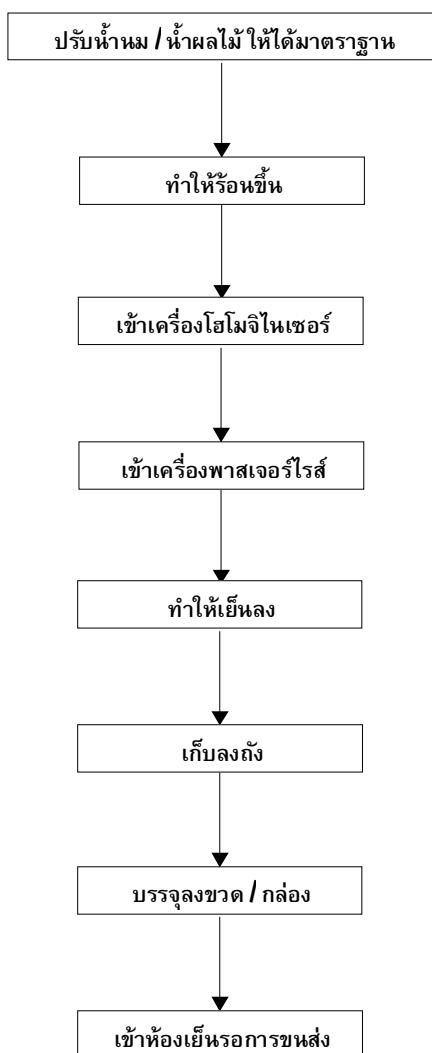 ปรับน้ำนม / น้ำผลไม้ ให้ได้มาตราฐาน
ทำให้ร้อนขึ้น
เข้าเครื่องโฮโมจิไนเซอร์
เข้าเครื่องพาสเจอร์ไรส์
ทำให้เย็นลง
เก็บลงถัง
บรรจุลงขวด / กล่อง
เข้าห้องเย็นรอการขนส่ง